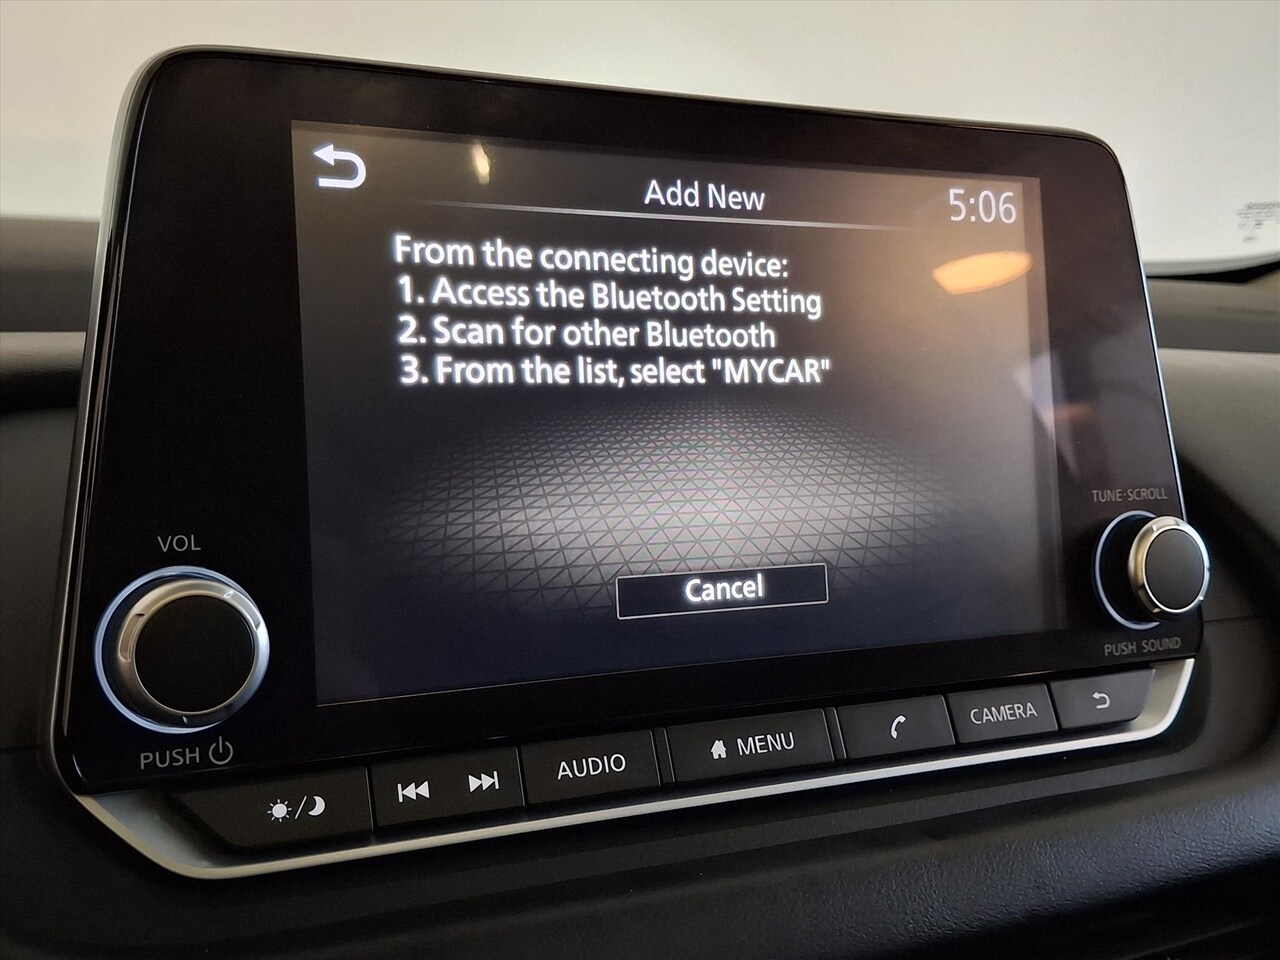 Add New
5:06
From the connecting device:
1. Access the Bluetooth Setting
2. Scan for other Bluetooth
3. From the list, select "MYCAR"
Cancel
VOL
PUSH
TUNE·SCROLL
PUSH SOUND
AUDIO
MENU
CAMERA